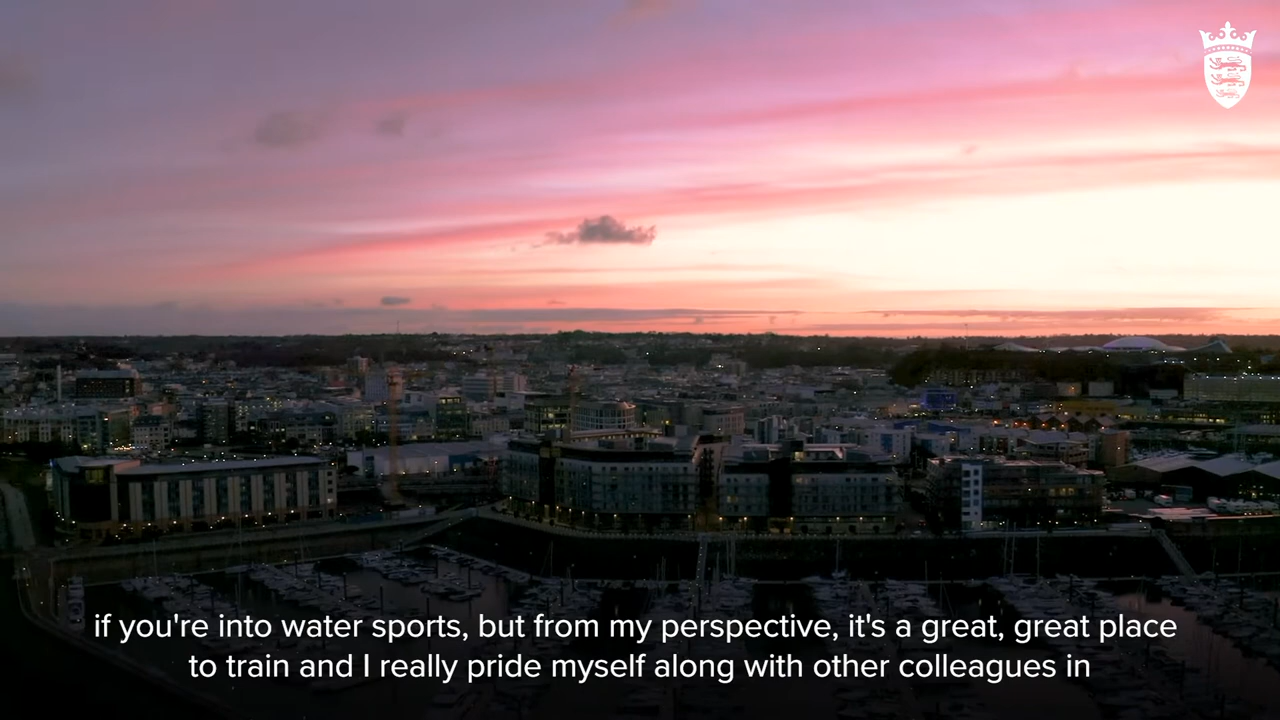 if you're into water sports, but from my perspective, it's a great, great place
to train and I really pride myself along with other colleagues in